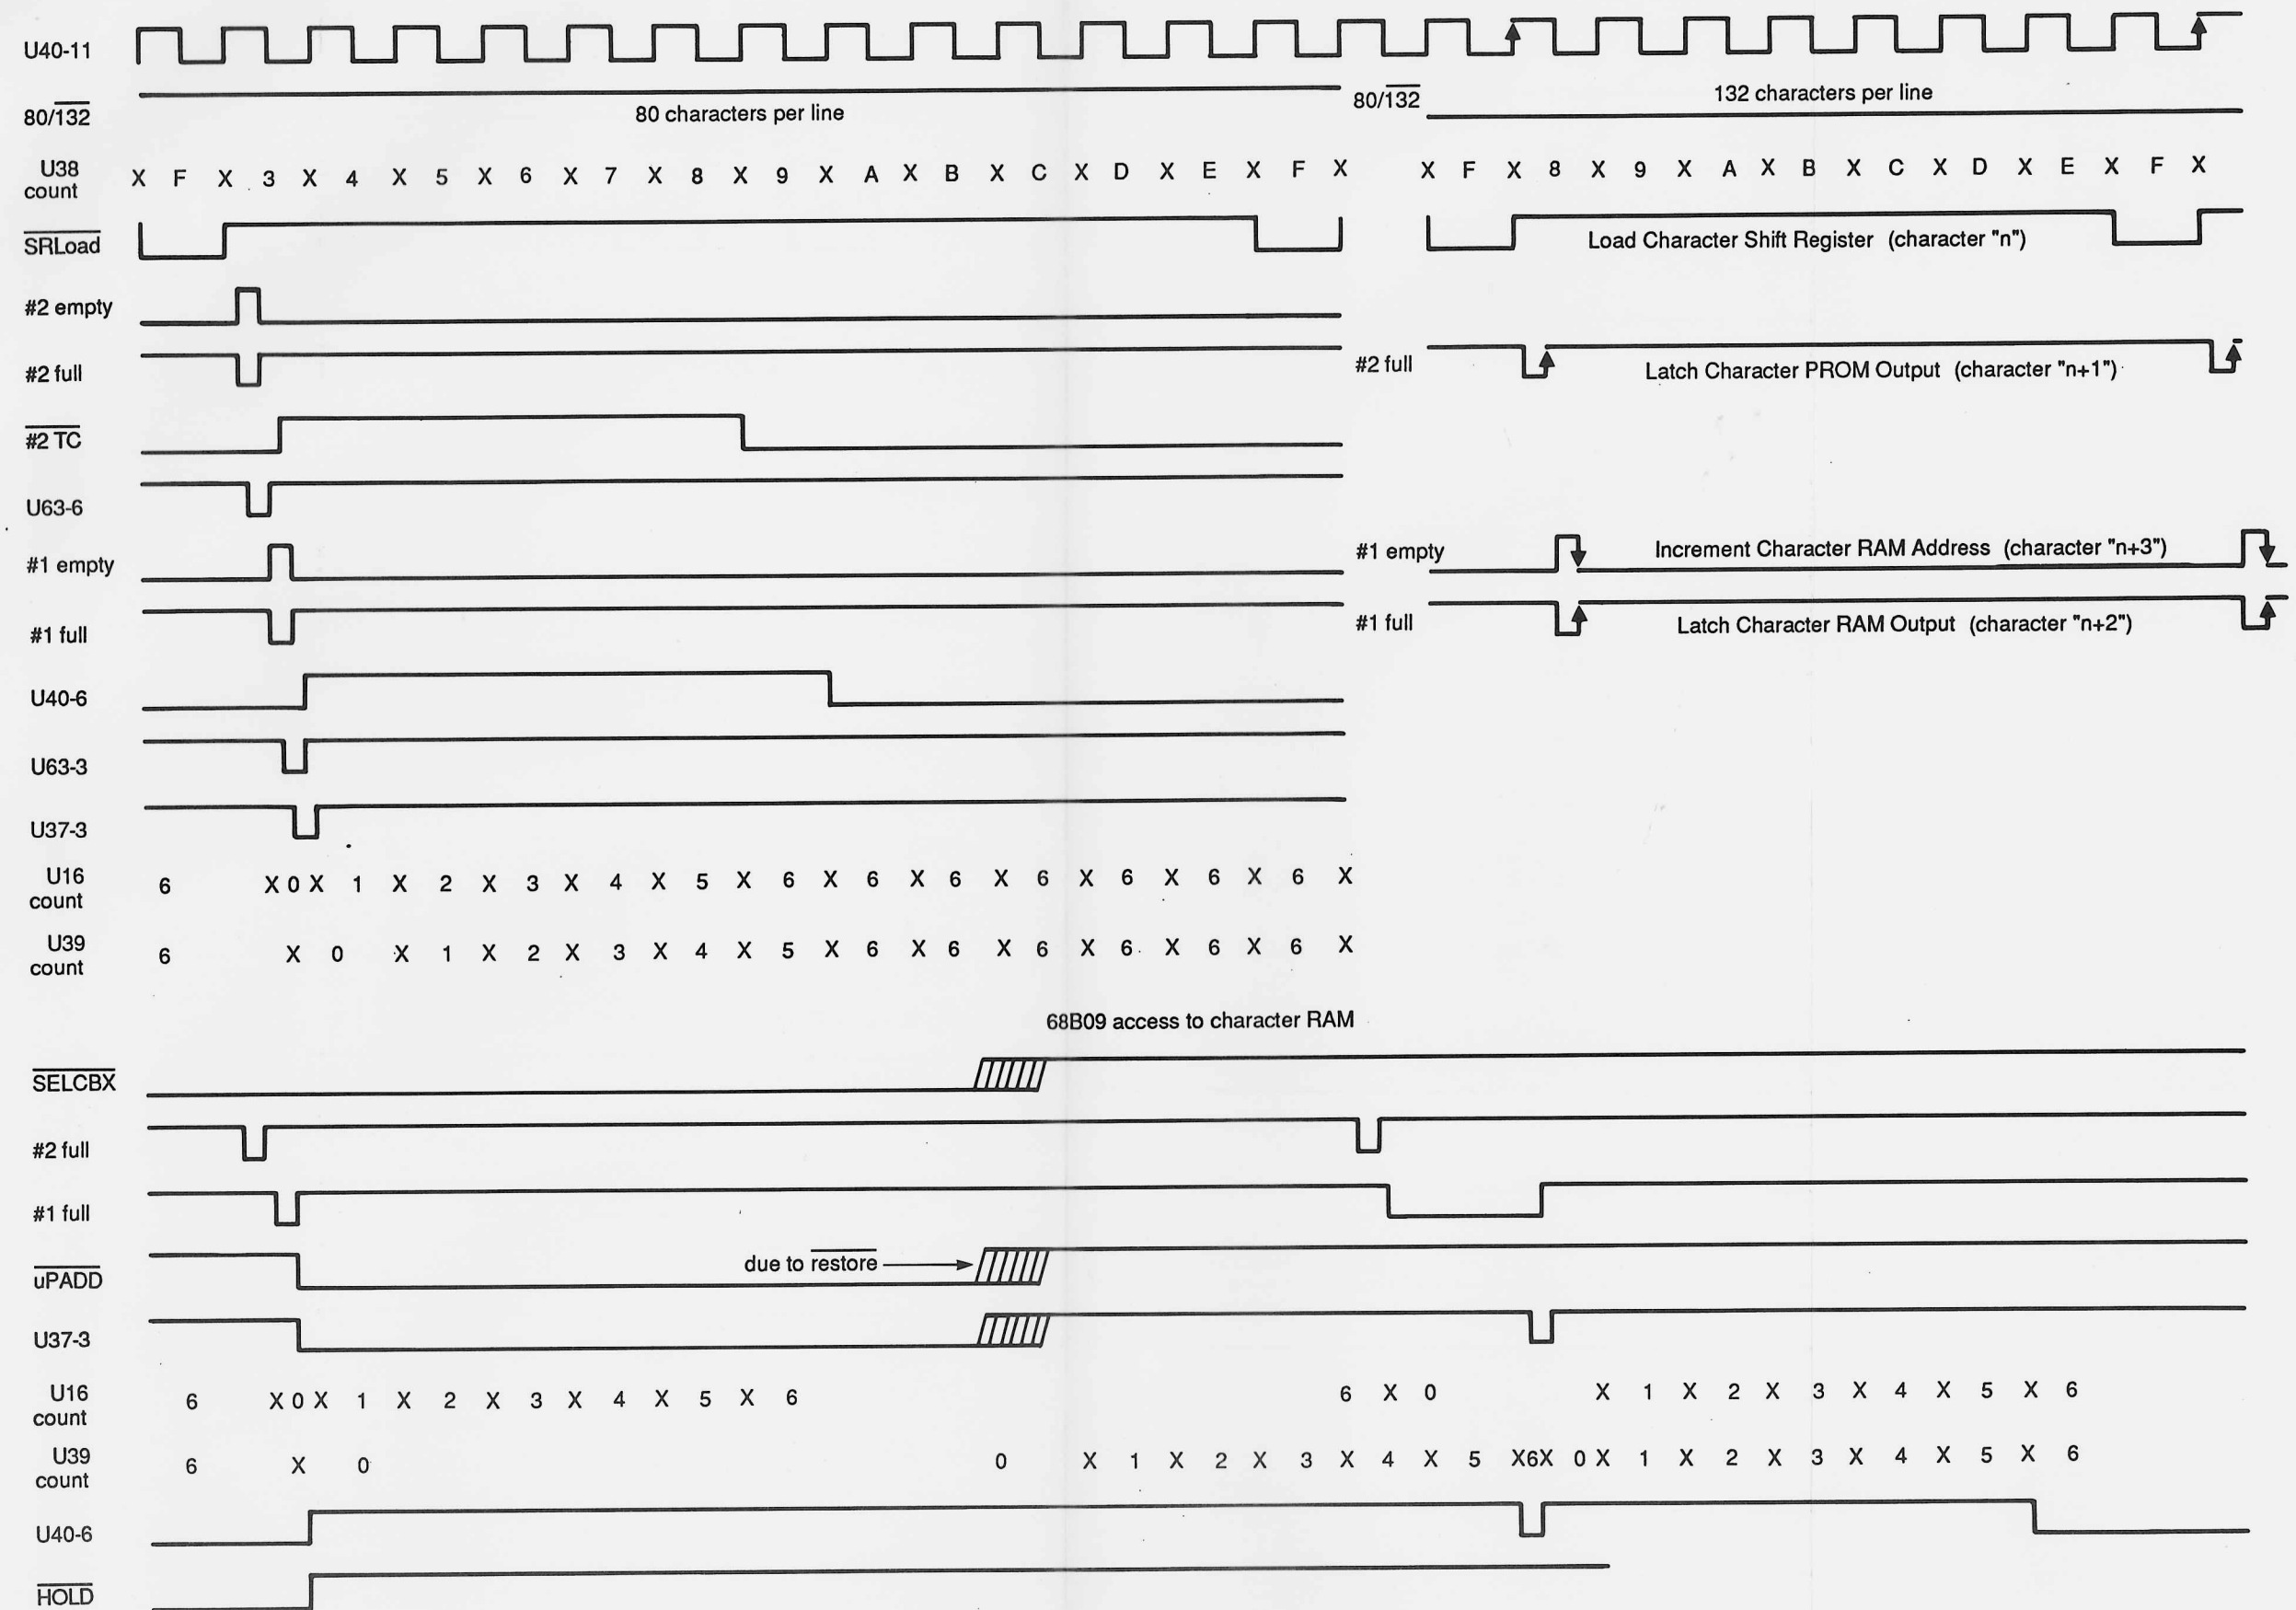 U40-11
80/132
80 characters per line
80/132
132 characters per line
U38 count
X F X 3 X 4 X 5 X 6 X 7 X 8 X 9 X A X B X C X D X E X F X
X F X 8 X 9 X A X B X C X D X E X F X
SRLoad
Load Character Shift Register (character "n")
#2 empty
#2 full
#2 full
Latch Character PROM Output (character "n+1")
#2 TC
U63-6
#1 empty
#1 empty
Increment Character RAM Address (character "n+3")
#1 full
#1 full
Latch Character RAM Output (character "n+2")
U40-6
U63-3
U37-3
U16 count
6 X 0 X 1 X 2 X 3 X 4 X 5 X 6 X 6 X 6 X 6 X 6 X 6 X 6 X
U39 count
6 X 0 X 1 X 2 X 3 X 4 X 5 X 6 X 6 X 6 X 6 X 6 X 6 X
68B09 access to character RAM
SELCBX
#2 full
#1 full
uPADD
due to restore
U37-3
U16 count
6 X 0 X 1 X 2 X 3 X 4 X 5 X 6 6 X 0 X 1 X 2 X 3 X 4 X 5 X 6
U39 count
6 X 0 0 X 1 X 2 X 3 X 4 X 5 X6X 0 X 1 X 2 X 3 X 4 X 5 X 6
U40-6
HOLD